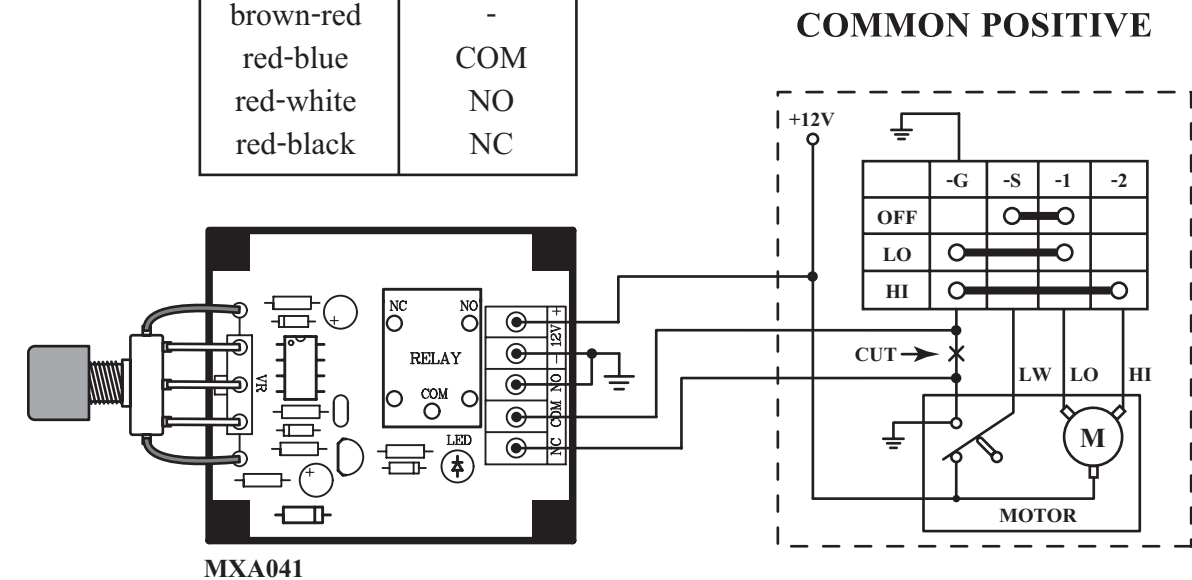 brown-red -
red-blue COM
red-white NO
red-black NC
COMMON POSITIVE
+12V
-G -S -1 -2
OFF
LO
HI
NC NO
RELAY
COM
VR
LED
+
12V
-
NO
COM
NC
+
+
CUT
LW LO HI
M
MOTOR
MXA041